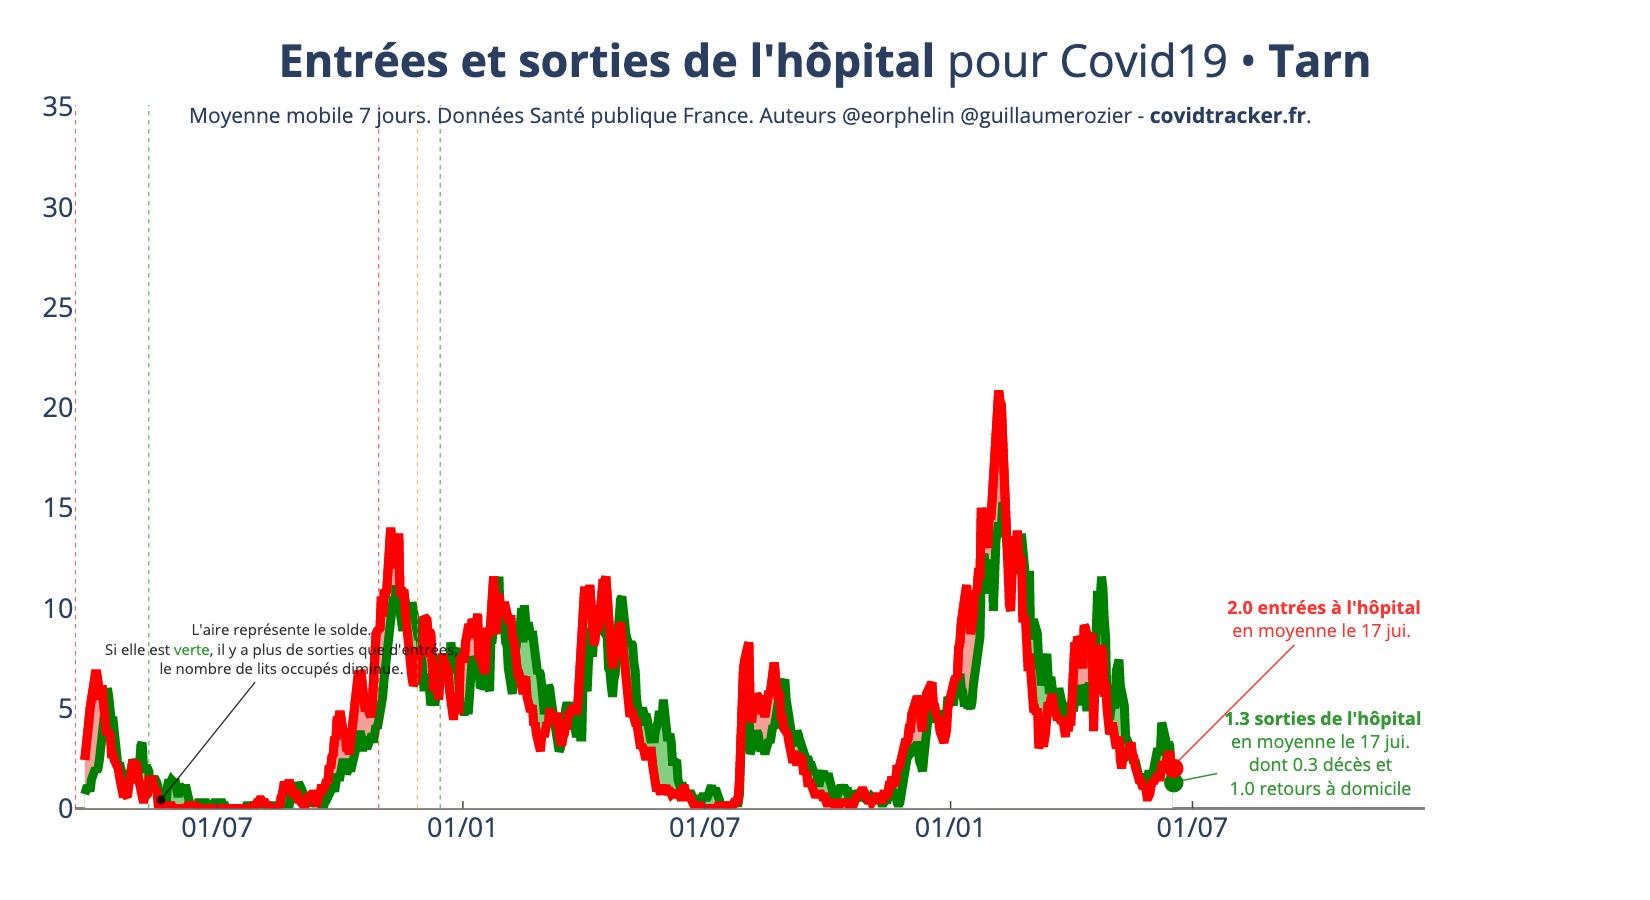 Entrées et sorties de l'hôpital pour Covid19 • Tarn
Moyenne mobile 7 jours. Données Santé publique France. Auteurs @eorphelin @guillaumerozier - covidtracker.fr.
35
30
25
20
15
10
5
0
L'aire représente le solde.
Si elle est verte, il y a plus de sorties que d'entrées,
le nombre de lits occupés diminue.
2.0 entrées à l'hôpital
en moyenne le 17 jui.
1.3 sorties de l'hôpital
en moyenne le 17 jui.
dont 0.3 décès et
1.0 retours à domicile
01/07
01/01
01/07
01/01
01/07